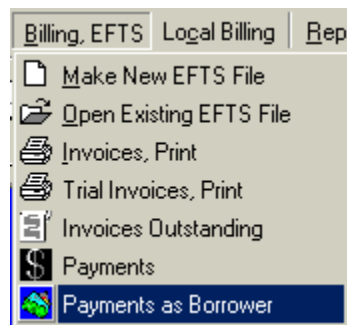 Billing, EFTS Local Billing Rep
Make New EFTS File
Open Existing EFTS File
Invoices, Print
Trial Invoices, Print
Invoices Outstanding
Payments
Payments as Borrower